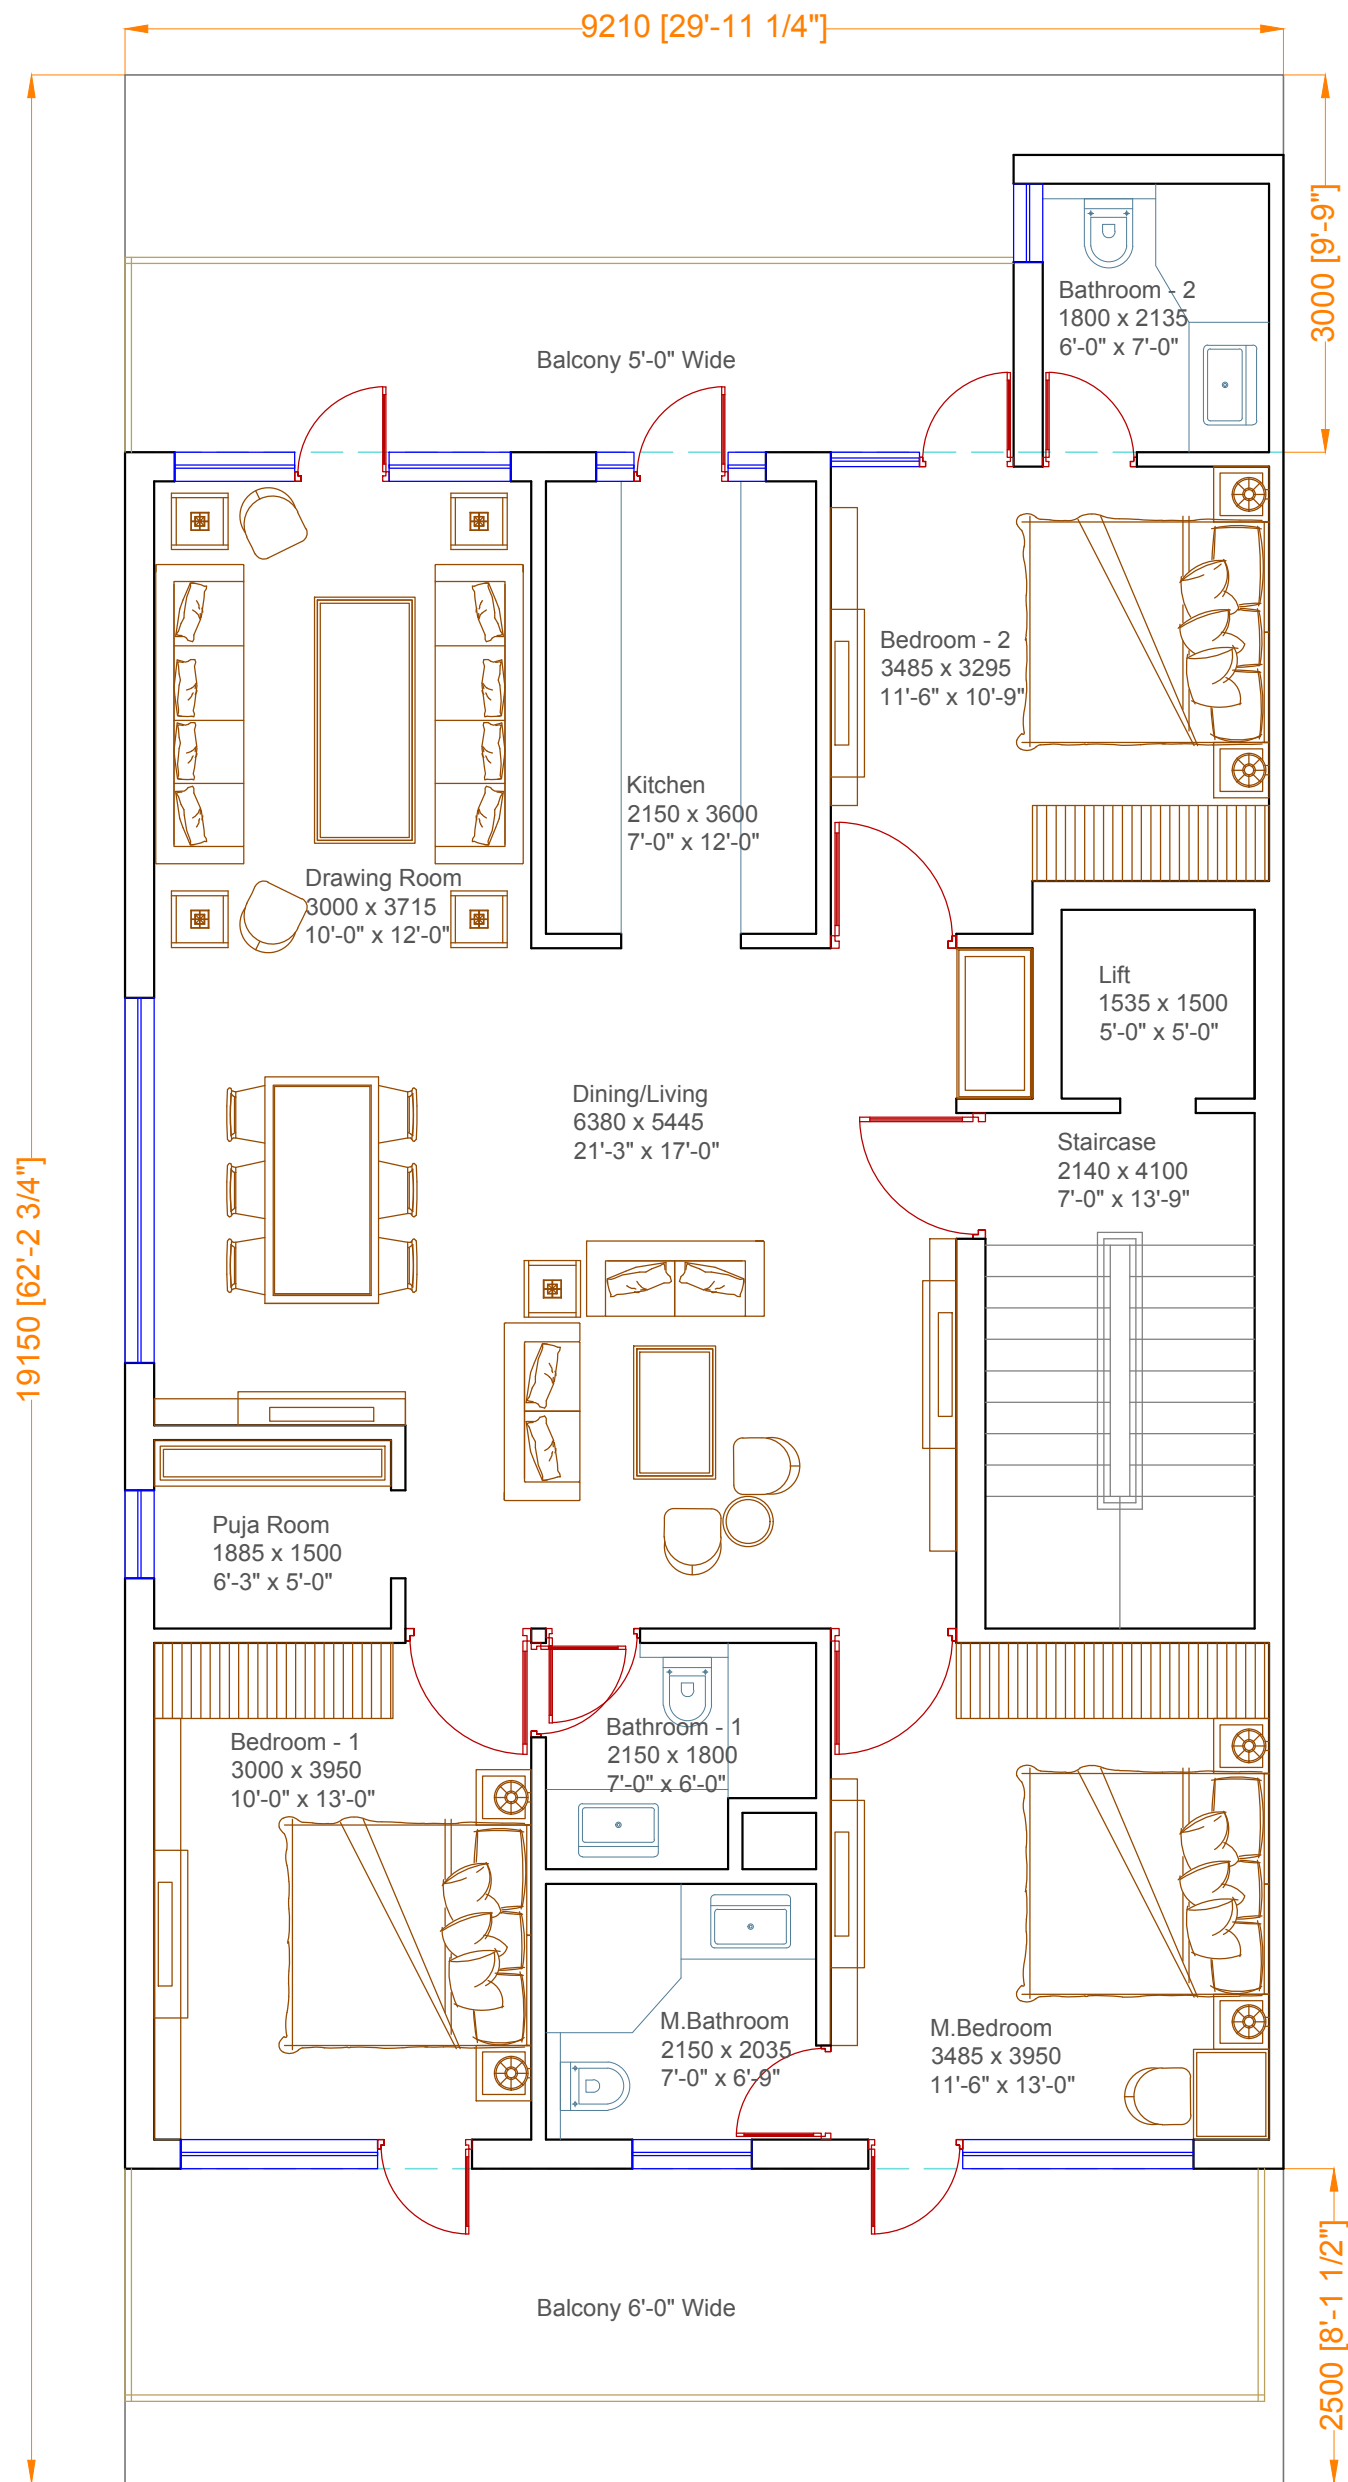 9210 [29'-11 1/4"]
3000 [9'-9"]
Bathroom - 2
1800 x 2135
6'-0" x 7'-0"
Balcony 5'-0" Wide
Bedroom - 2
3485 x 3295
11'-6" x 10'-9"
Kitchen
2150 x 3600
7'-0" x 12'-0"
Drawing Room
3000 x 3715
10'-0" x 12'-0"
Lift
1535 x 1500
5'-0" x 5'-0"
Dining/Living
6380 x 5445
21'-3" x 17'-0"
Staircase
2140 x 4100
7'-0" x 13'-9"
19150 [62'-2 3/4"]
Puja Room
1885 x 1500
6'-3" x 5'-0"
Bedroom - 1
3000 x 3950
10'-0" x 13'-0"
Bathroom - 1
2150 x 1800
7'-0" x 6'-0"
M.Bathroom
2150 x 2035
7'-0" x 6'-9"
M.Bedroom
3485 x 3950
11'-6" x 13'-0"
Balcony 6'-0" Wide
2500 [8'-1 1/2"]